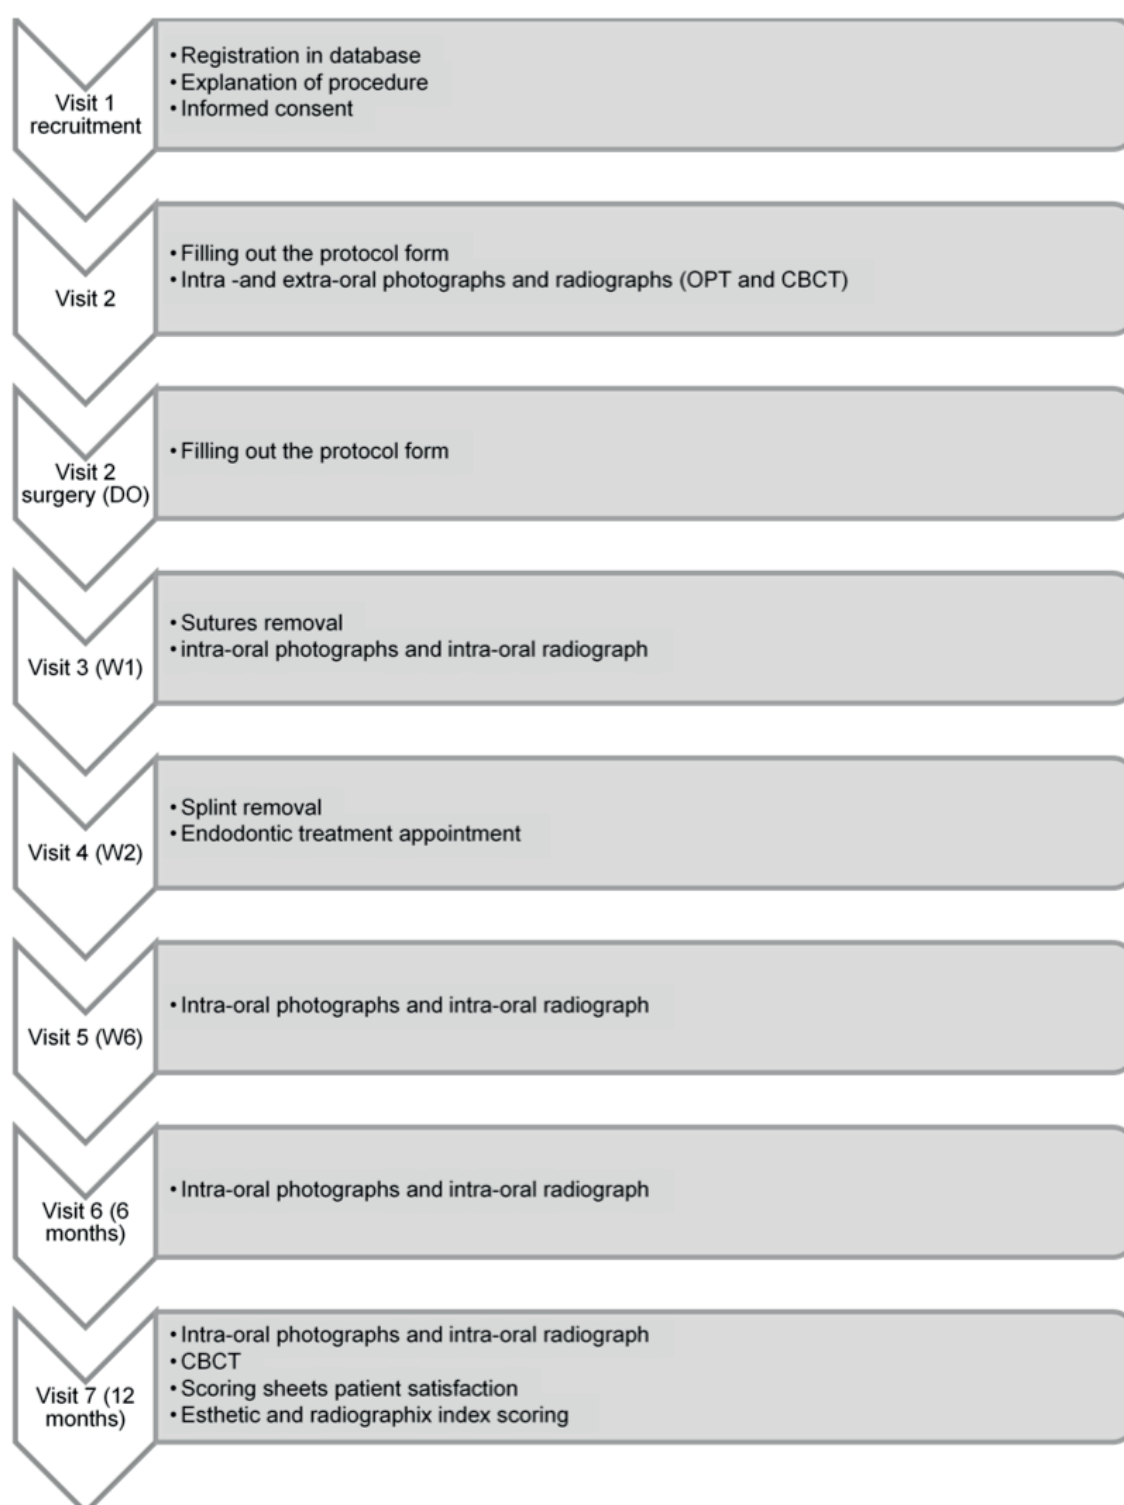 Visit 1
recruitment
• Registration in database
• Explanation of procedure
• Informed consent
Visit 2
• Filling out the protocol form
• Intra -and extra-oral photographs and radiographs (OPT and CBCT)
Visit 2
surgery (DO)
• Filling out the protocol form
Visit 3 (W1)
• Sutures removal
• intra-oral photographs and intra-oral radiograph
Visit 4 (W2)
• Splint removal
• Endodontic treatment appointment
Visit 5 (W6)
• Intra-oral photographs and intra-oral radiograph
Visit 6 (6
months)
• Intra-oral photographs and intra-oral radiograph
Visit 7 (12
months)
• Intra-oral photographs and intra-oral radiograph
• CBCT
• Scoring sheets patient satisfaction
• Esthetic and radiographix index scoring